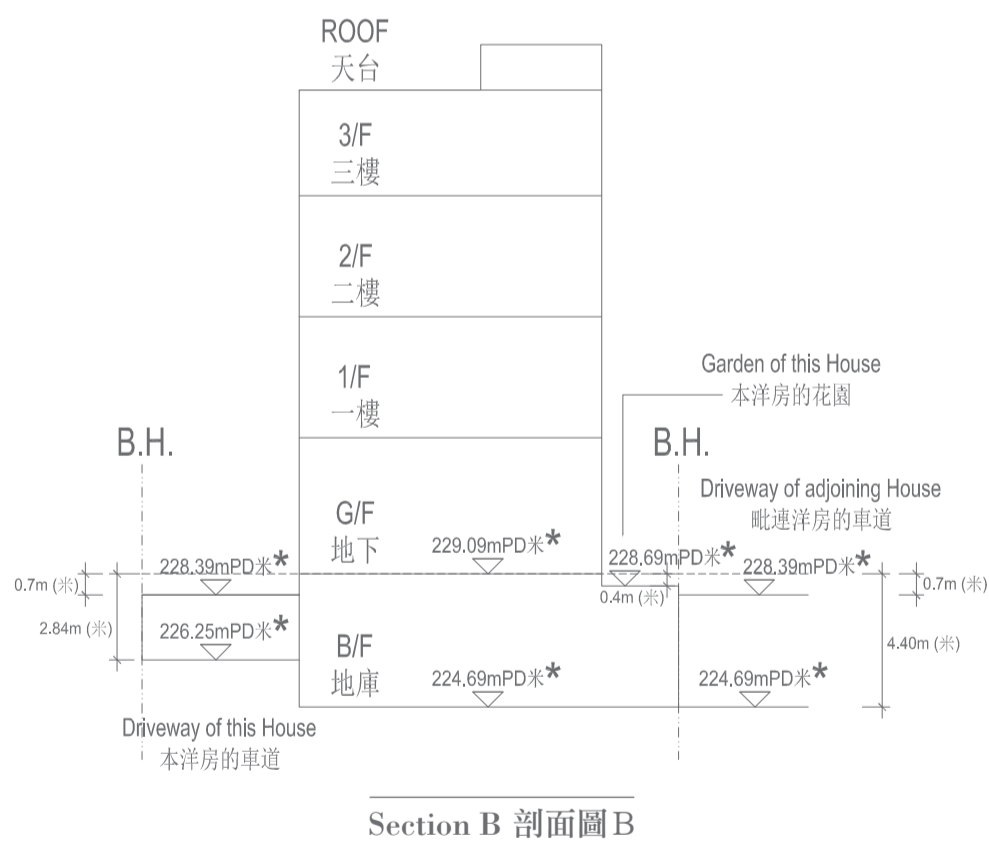 ROOF
天台
3/F
三樓
2/F
二樓
1/F
一樓
Garden of this House
本洋房的花園
B.H.
B.H.
Driveway of adjoining House
毗連洋房的車道
G/F
地下
228.39mPD米*
229.09mPD米*
228.69mPD米*
228.39mPD米*
0.7m (米)
0.4m (米)
0.7m (米)
2.84m (米)
226.25mPD米*
B/F
地庫
224.69mPD米*
224.69mPD米*
4.40m (米)
Driveway of this House
本洋房的車道
Section B 剖面圖B